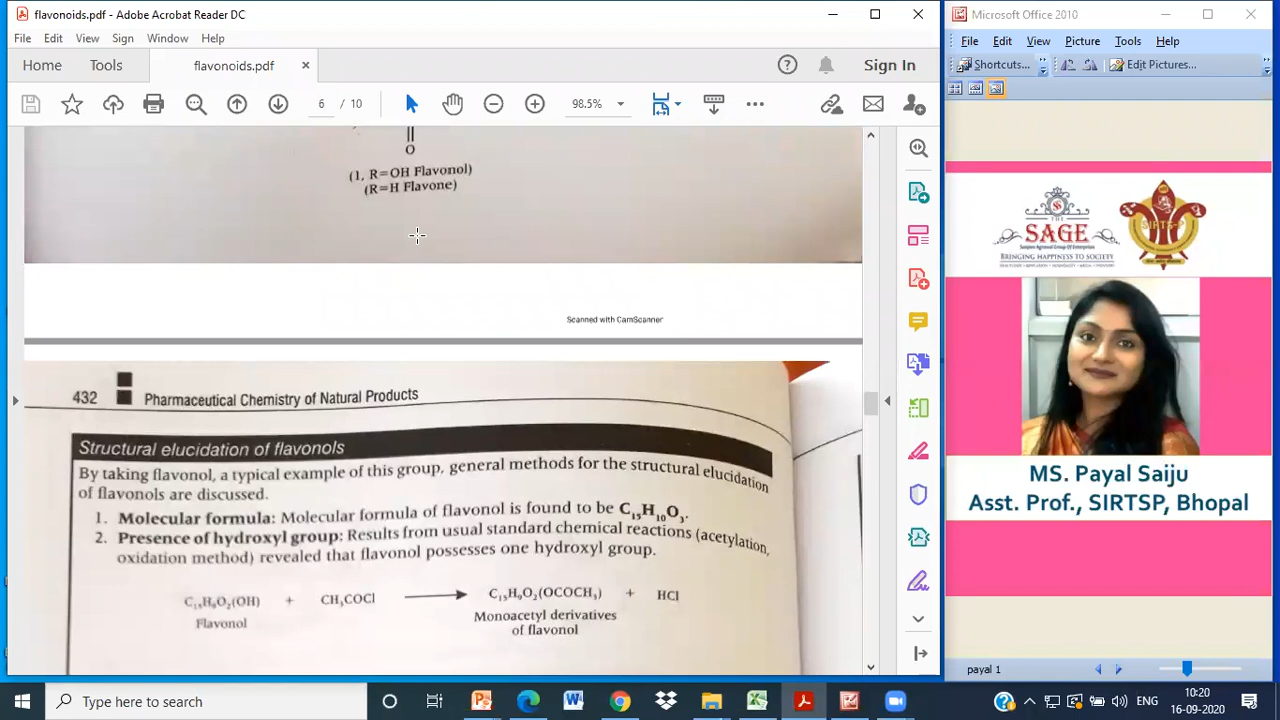 flavonoids.pdf - Adobe Acrobat Reader DC
File Edit View Sign Window Help
Home Tools flavonoids.pdf × Sign In
6 / 10 98.5%
O
(1, R=OH Flavonol)
(R=H Flavone)
Scanned with CamScanner
432 Pharmaceutical Chemistry of Natural Products
Structural elucidation of flavonols
By taking flavonol, a typical example of this group, general methods for the structural elucidation
of flavonols are discussed.
1. Molecular formula: Molecular formula of flavonol is found to be C₁₅H₁₀O₃.
2. Presence of hydroxyl group: Results from usual standard chemical reactions (acetylation,
oxidation method) revealed that flavonol possesses one hydroxyl group.
C₁₅H₉O₂(OH) + CH₃COCl → C₁₅H₉O₂(OCOCH₃) + HCl
Flavonol Monoacetyl derivatives
of flavonol
Microsoft Office 2010
File Edit View Picture Tools Help
Shortcuts... Edit Pictures...
THE
SAGE
BRINGING HAPPINESS TO SOCIETY
SIRTS-P
MS. Payal Saiju
Asst. Prof., SIRTSP, Bhopal
payal 1
Type here to search
ENG
10:20
16-09-2020